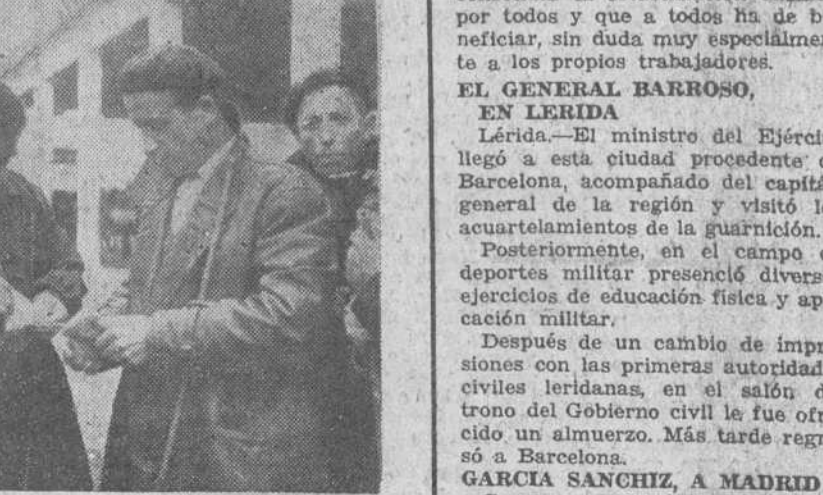 por todos y que a todos ha de b
neficiar, sin duda muy especialmen
te a los propios trabajadores.
EL GENERAL BARROSO,
EN LERIDA
Lérida.—El ministro del Ejérci
llegó a esta ciudad procedente
Barcelona, acompañado del capitá
general de la región y visitó l
acuartelamientos de la guarnición.
Posteriormente, en el campo
deportes militar presenció divers
ejercicios de educación física y ap
cación militar.
Después de un cambio de impr
siones con las primeras autoridad
civiles leridanas, en el salón d
trono del Gobierno civil le fue ofr
cido un almuerzo. Más tarde regr
só a Barcelona.
GARCIA SANCHIZ, A MADRID